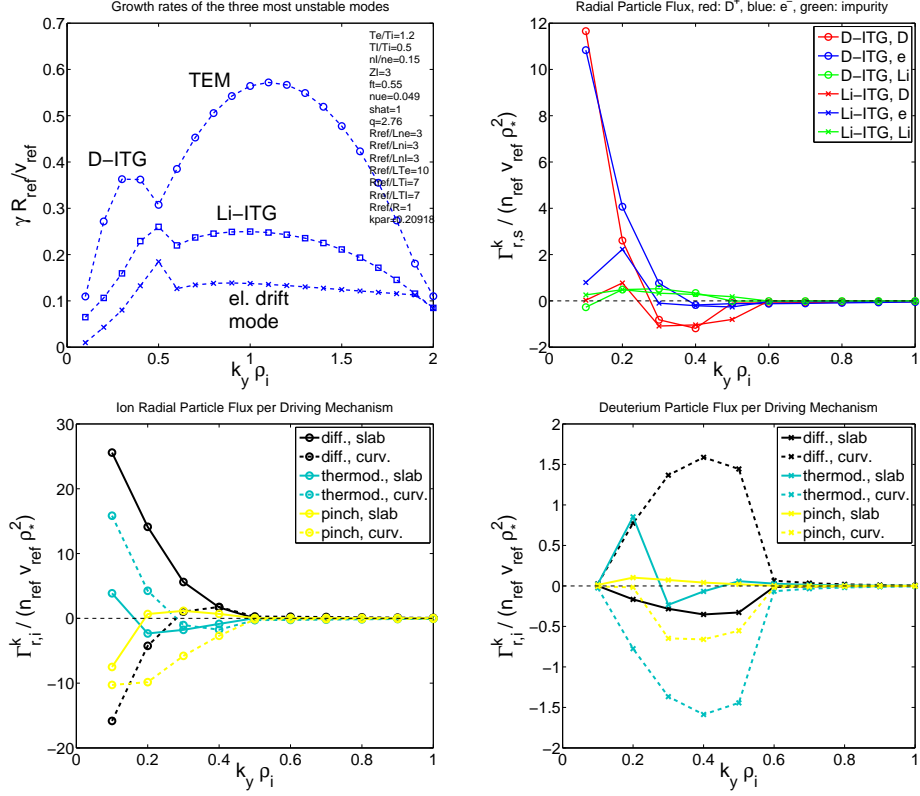 Growth rates of the three most unstable modes
0.7
0.6
0.5
0.4
0.3
0.2
0.1
0
γ R_ref/v_ref
TEM
D−ITG
Li−ITG
el. drift
mode
Te/Ti=1.2
TI/Ti=0.5
nI/ne=0.15
ZI=3
ft=0.55
nue=0.049
shat=1
q=2.76
Rref/Lne=3
Rref/Lni=3
Rref/LnI=3
Rref/LTe=10
Rref/LTi=7
Rref/LTI=7
Rref/R=1
kpar=0.20918
0 0.5 1 1.5 2
k_y ρ_i
Radial Particle Flux, red: D⁺, blue: e⁻, green: impurity
12
10
8
6
4
2
0
−2
Γ^k_r,s / (n_ref v_ref ρ²_*)
D−ITG, D
D−ITG, e
D−ITG, Li
Li−ITG, D
Li−ITG, e
Li−ITG, Li
0 0.2 0.4 0.6 0.8 1
k_y ρ_i
Ion Radial Particle Flux per Driving Mechanism
30
20
10
0
−10
−20
Γ^k_r,i / (n_ref v_ref ρ²_*)
diff., slab
diff., curv.
thermod., slab
thermod., curv.
pinch, slab
pinch, curv.
0 0.2 0.4 0.6 0.8 1
k_y ρ_i
Deuterium Particle Flux per Driving Mechanism
2
1.5
1
0.5
0
−0.5
−1
−1.5
−2
Γ^k_r,i / (n_ref v_ref ρ²_*)
diff., slab
diff., curv.
thermod., slab
thermod., curv.
pinch, slab
pinch, curv.
0 0.2 0.4 0.6 0.8 1
k_y ρ_i